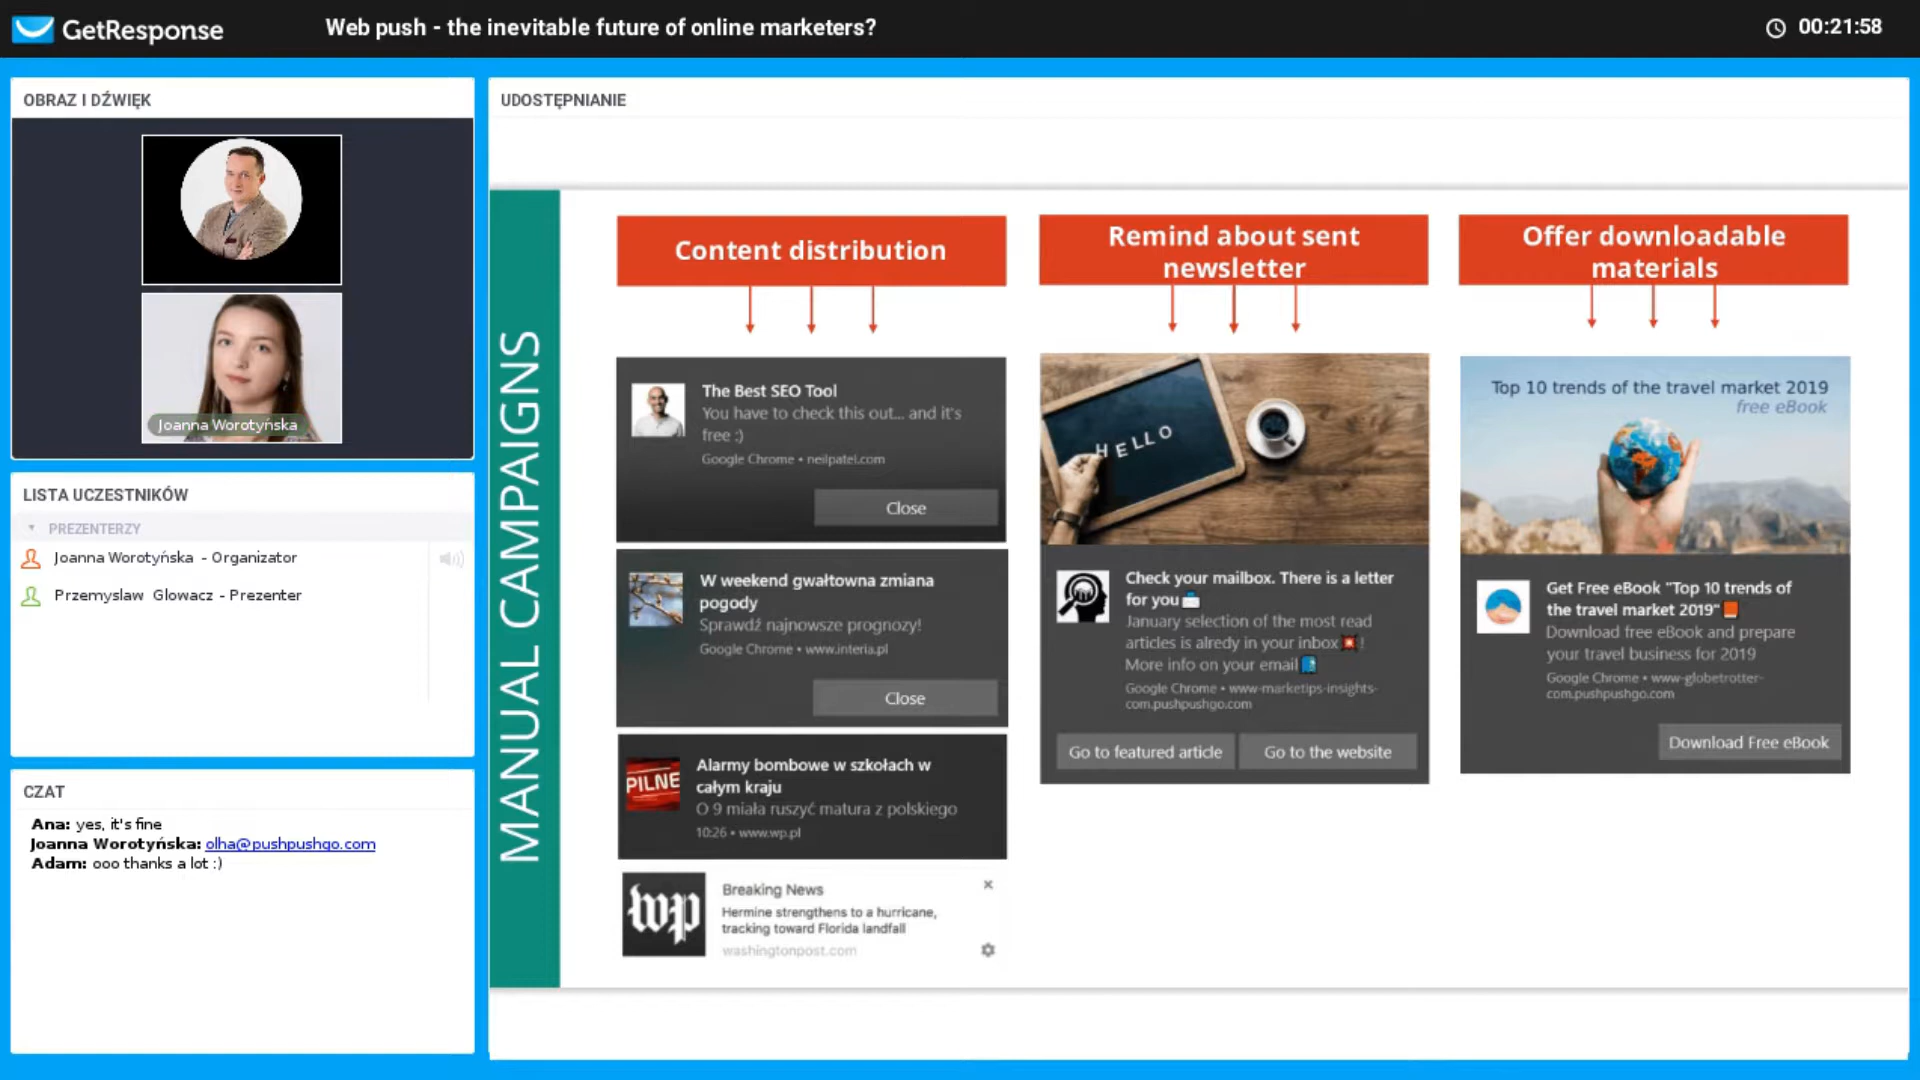 GetResponse
Web push - the inevitable future of online marketers?
00:21:58
OBRAZ I DŹWIĘK
Joanna Worotyńska
LISTA UCZESTNIKÓW
PREZENTERZY
Joanna Worotyńska - Organizator
Przemyslaw Glowacz - Prezenter
CZAT
Ana: yes, it's fine
Joanna Worotyńska: olha@pushpushgo.com
Adam: ooo thanks a lot :)
UDOSTĘPNIANIE
MANUAL CAMPAIGNS
Content distribution
The Best SEO Tool
You have to check this out... and it's
free :)
Google Chrome • neilpatel.com
Close
W weekend gwałtowna zmiana
pogody
Sprawdź najnowsze prognozy!
Google Chrome • www.interia.pl
Close
PILNE
Alarmy bombowe w szkołach w
całym kraju
O 9 miała ruszyć matura z polskiego
10:26 • www.wp.pl
wp
Breaking News
Hermine strengthens to a hurricane,
tracking toward Florida landfall
washingtonpost.com
Remind about sent
newsletter
HELLO
Check your mailbox. There is a letter
for you
January selection of the most read
articles is alredy in your inbox !
More info on your email
Google Chrome • www-marketips-insights-
com.pushpushgo.com
Go to featured article
Go to the website
Offer downloadable
materials
Top 10 trends of the travel market 2019
free eBook
Get Free eBook "Top 10 trends of
the travel market 2019"
Download free eBook and prepare
your travel business for 2019
Google Chrome • www-globetrotter-
com.pushpushgo.com
Download Free eBook